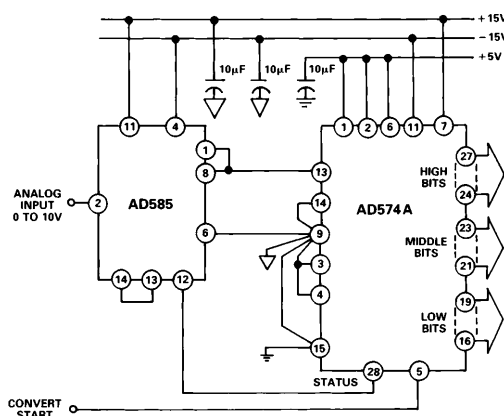 + 15V
− 15V
+ 5V
10μF
10μF
10μF
11
4
1
2
6
11
7
1
8
27
HIGH
BITS
24
13
AD585
14
AD574A
ANALOG
INPUT
0 TO 10V
2
23
MIDDLE
BITS
21
6
9
3
4
14
13
12
19
LOW
BITS
16
15
28
5
STATUS
CONVERT
START